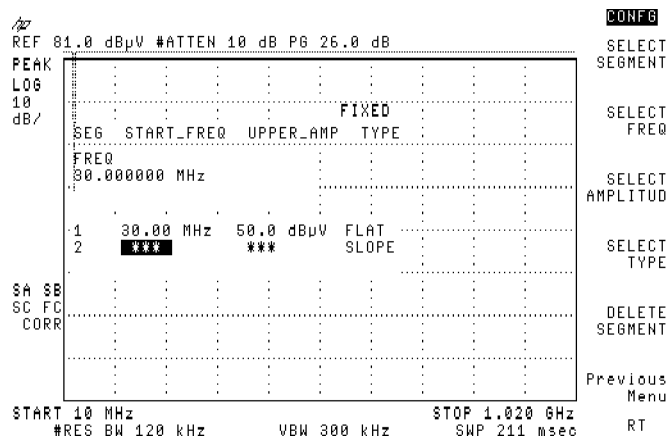 hp
CONFG
REF 81.0 dBµV #ATTEN 10 dB PG 26.0 dB
PEAK
LOG
10
dB/
FIXED
SEG START_FREQ UPPER_AMP TYPE
FREQ
30.000000 MHz
1 30.00 MHz 50.0 dBµV FLAT
2 *** *** SLOPE
SA SB
SC FC
CORR
START 10 MHz STOP 1.020 GHz
#RES BW 120 kHz VBW 300 kHz SWP 211 msec
SELECT
SEGMENT
SELECT
FREQ
SELECT
AMPLITUD
SELECT
TYPE
DELETE
SEGMENT
Previous
Menu
RT